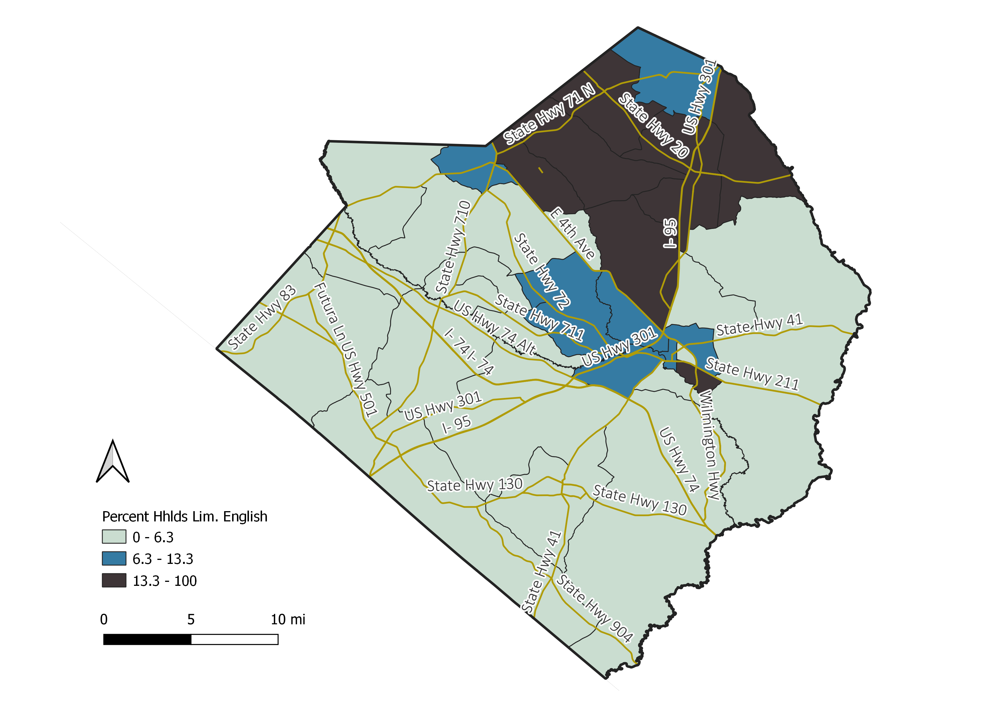 US Hwy 301
State Hwy 71 N
State Hwy 20
State Hwy 710
E 4th Ave
I- 95
State Hwy 72
State Hwy 83
Futura Ln US Hwy 501
State Hwy 711
US Hwy 74 Alt
I- 74 I- 74
US Hwy 301
State Hwy 41
State Hwy 211
US Hwy 301
I- 95
Wilmington Hwy
US Hwy 74
State Hwy 130
State Hwy 130
State Hwy 41
State Hwy 904
Percent Hhlds Lim. English
0 - 6.3
6.3 - 13.3
13.3 - 100
0 5 10 mi